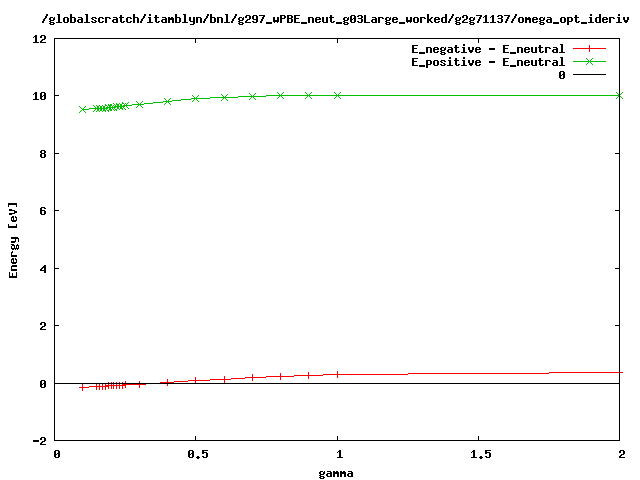 /globalscratch/itamblyn/bnl/g297_wPBE_neut_g03Large_worked/g2g71137/omega_opt_ideriv
E_negative - E_neutral
E_positive - E_neutral
0
12
10
8
6
4
2
0
-2
Energy [eV]
0
0.5
1
1.5
2
gamma